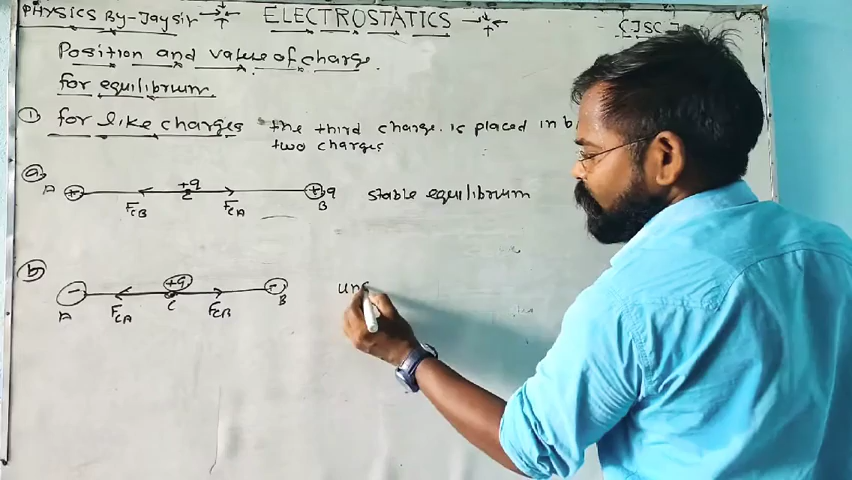 PHYSICS By-Jaysir
ELECTROSTATICS
Position and value of charge
for equilibrium.
① for like charges the third charge is placed in
two charges
ⓐ A + +q C + q B stable equilibrium
FCB FCA
ⓑ A - +q C - B
FCA FCB